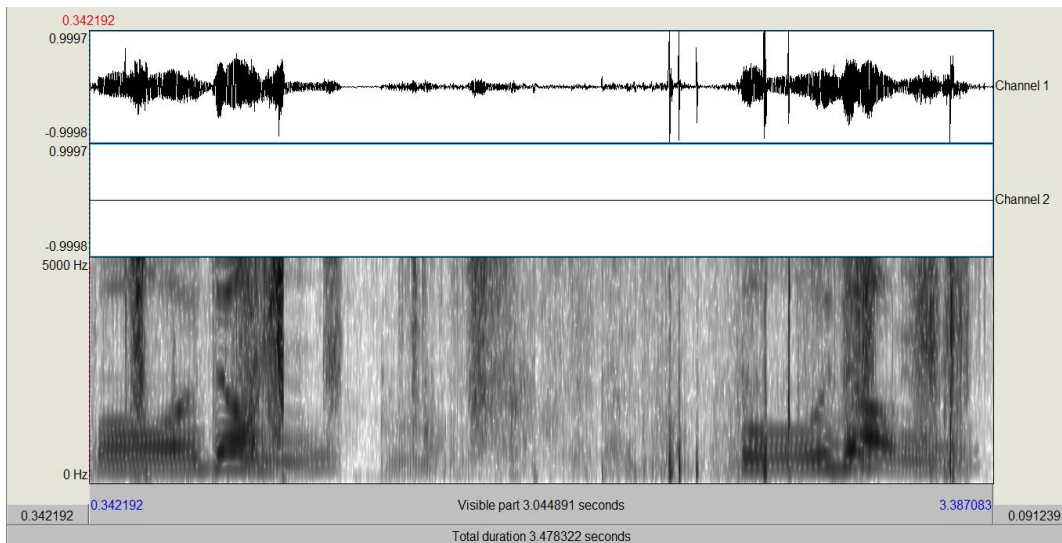 0.342192
0.9997
Channel 1
-0.9998
0.9997
Channel 2
-0.9998
5000 Hz
0 Hz
0.342192 Visible part 3.044891 seconds 3.387083
0.342192 0.091239
Total duration 3.478322 seconds